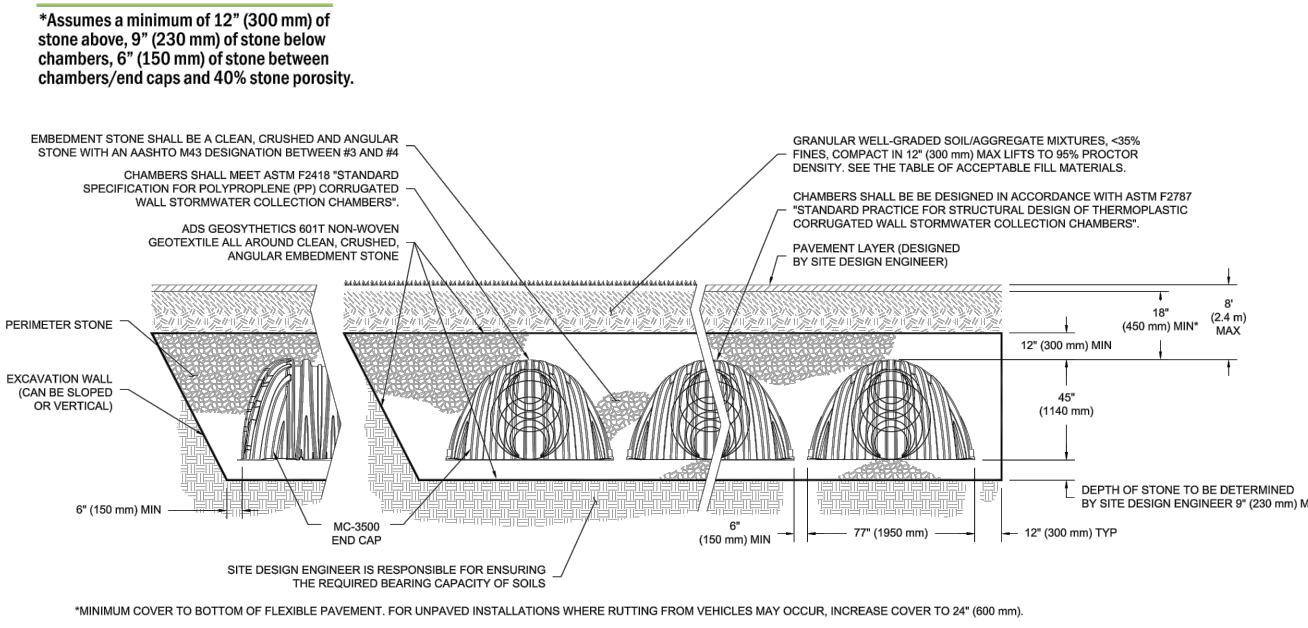 *Assumes a minimum of 12” (300 mm) of
stone above, 9” (230 mm) of stone below
chambers, 6” (150 mm) of stone between
chambers/end caps and 40% stone porosity.
EMBEDMENT STONE SHALL BE A CLEAN, CRUSHED AND ANGULAR
STONE WITH AN AASHTO M43 DESIGNATION BETWEEN #3 AND #4
CHAMBERS SHALL MEET ASTM F2418 "STANDARD
SPECIFICATION FOR POLYPROPLENE (PP) CORRUGATED
WALL STORMWATER COLLECTION CHAMBERS".
ADS GEOSYTHETICS 601T NON-WOVEN
GEOTEXTILE ALL AROUND CLEAN, CRUSHED,
ANGULAR EMBEDMENT STONE
GRANULAR WELL-GRADED SOIL/AGGREGATE MIXTURES, <35%
FINES, COMPACT IN 12" (300 mm) MAX LIFTS TO 95% PROCTOR
DENSITY. SEE THE TABLE OF ACCEPTABLE FILL MATERIALS.
CHAMBERS SHALL BE BE DESIGNED IN ACCORDANCE WITH ASTM F2787
"STANDARD PRACTICE FOR STRUCTURAL DESIGN OF THERMOPLASTIC
CORRUGATED WALL STORMWATER COLLECTION CHAMBERS".
PAVEMENT LAYER (DESIGNED
BY SITE DESIGN ENGINEER)
PERIMETER STONE
EXCAVATION WALL
(CAN BE SLOPED
OR VERTICAL)
8'
(2.4 m)
MAX
18"
(450 mm) MIN*
12" (300 mm) MIN
45"
(1140 mm)
DEPTH OF STONE TO BE DETERMINED
BY SITE DESIGN ENGINEER 9" (230 mm) M
6" (150 mm) MIN
MC-3500
END CAP
6"
(150 mm) MIN
77" (1950 mm)
12" (300 mm) TYP
SITE DESIGN ENGINEER IS RESPONSIBLE FOR ENSURING
THE REQUIRED BEARING CAPACITY OF SOILS
*MINIMUM COVER TO BOTTOM OF FLEXIBLE PAVEMENT. FOR UNPAVED INSTALLATIONS WHERE RUTTING FROM VEHICLES MAY OCCUR, INCREASE COVER TO 24" (600 mm).